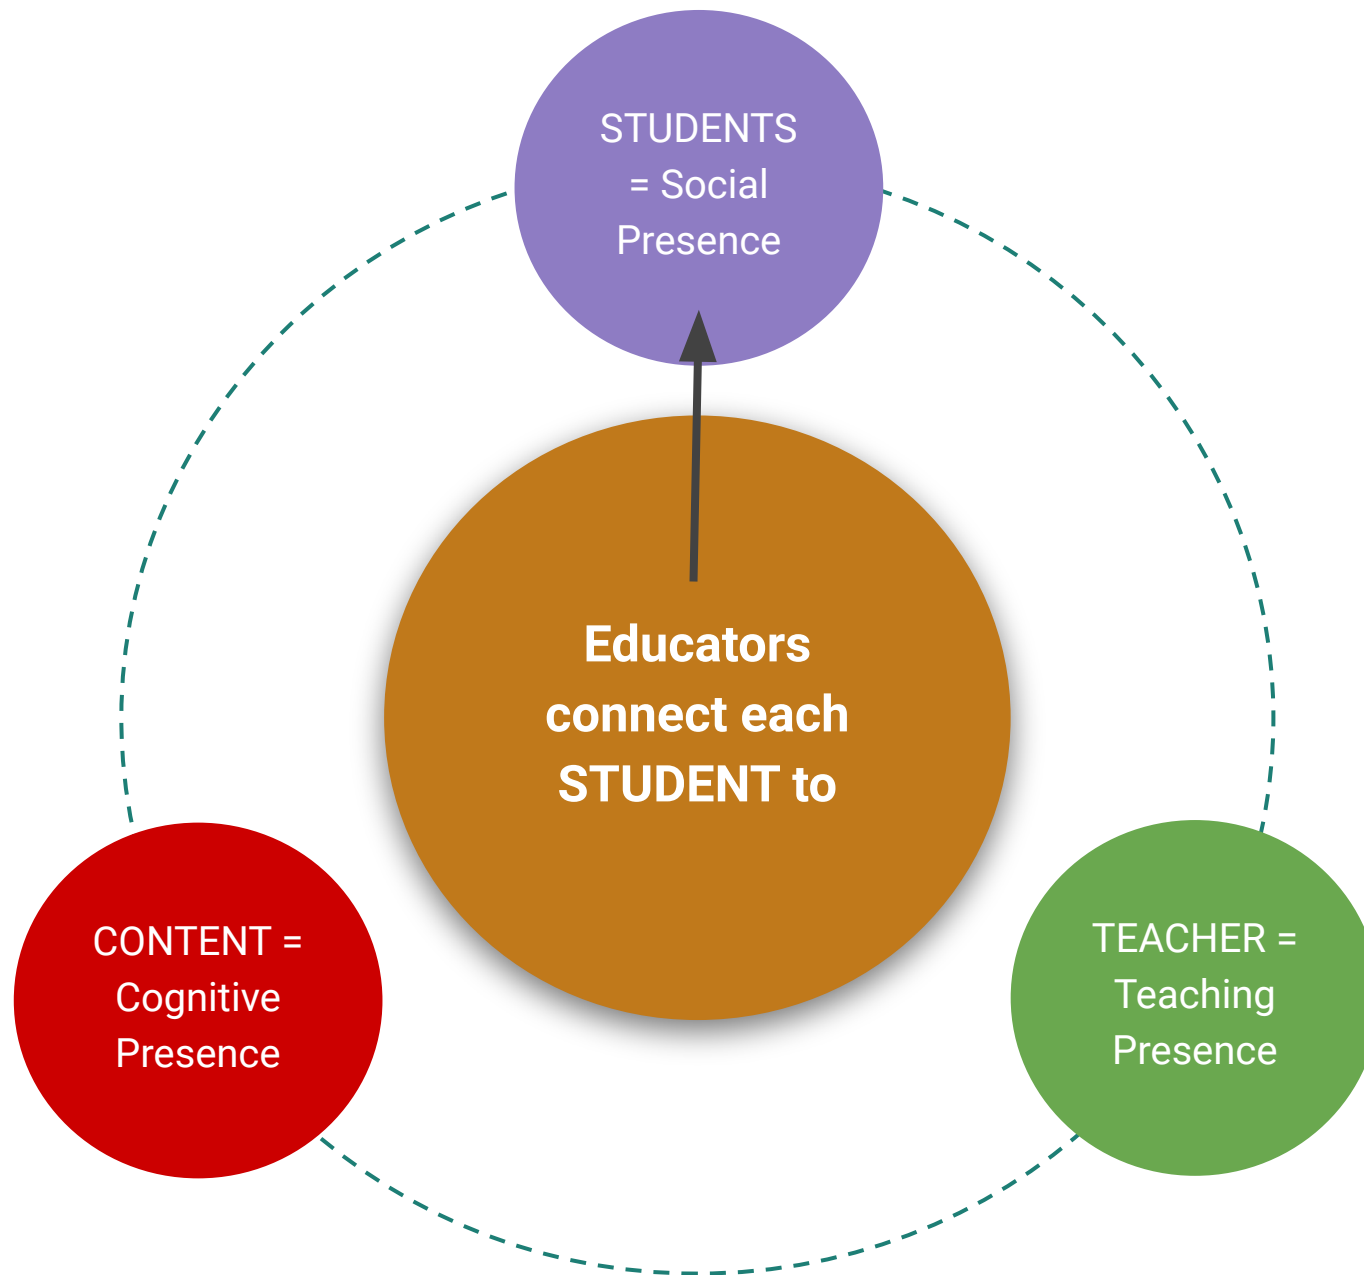 STUDENTS
= Social
Presence
Educators
connect each
STUDENT to
CONTENT =
Cognitive
Presence
TEACHER =
Teaching
Presence